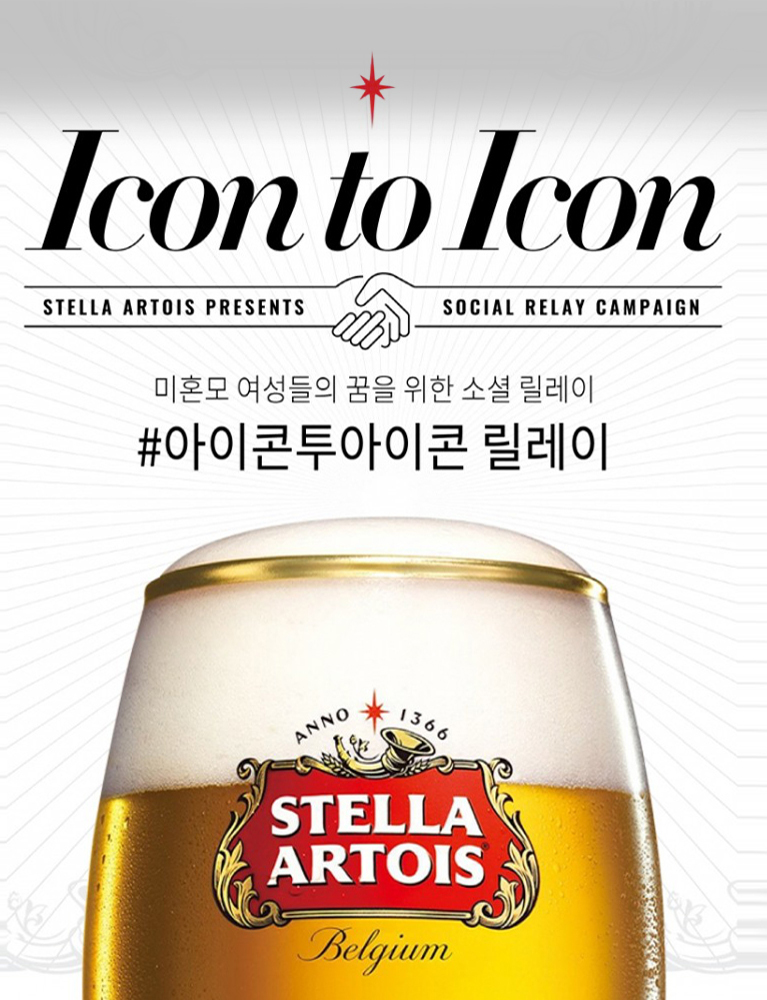 Icon to Icon
STELLA ARTOIS PRESENTS SOCIAL RELAY CAMPAIGN
미혼모 여성들의 꿈을 위한 소셜 릴레이
#아이콘투아이콘 릴레이
ANNO 1366
STELLA
ARTOIS®
Belgium